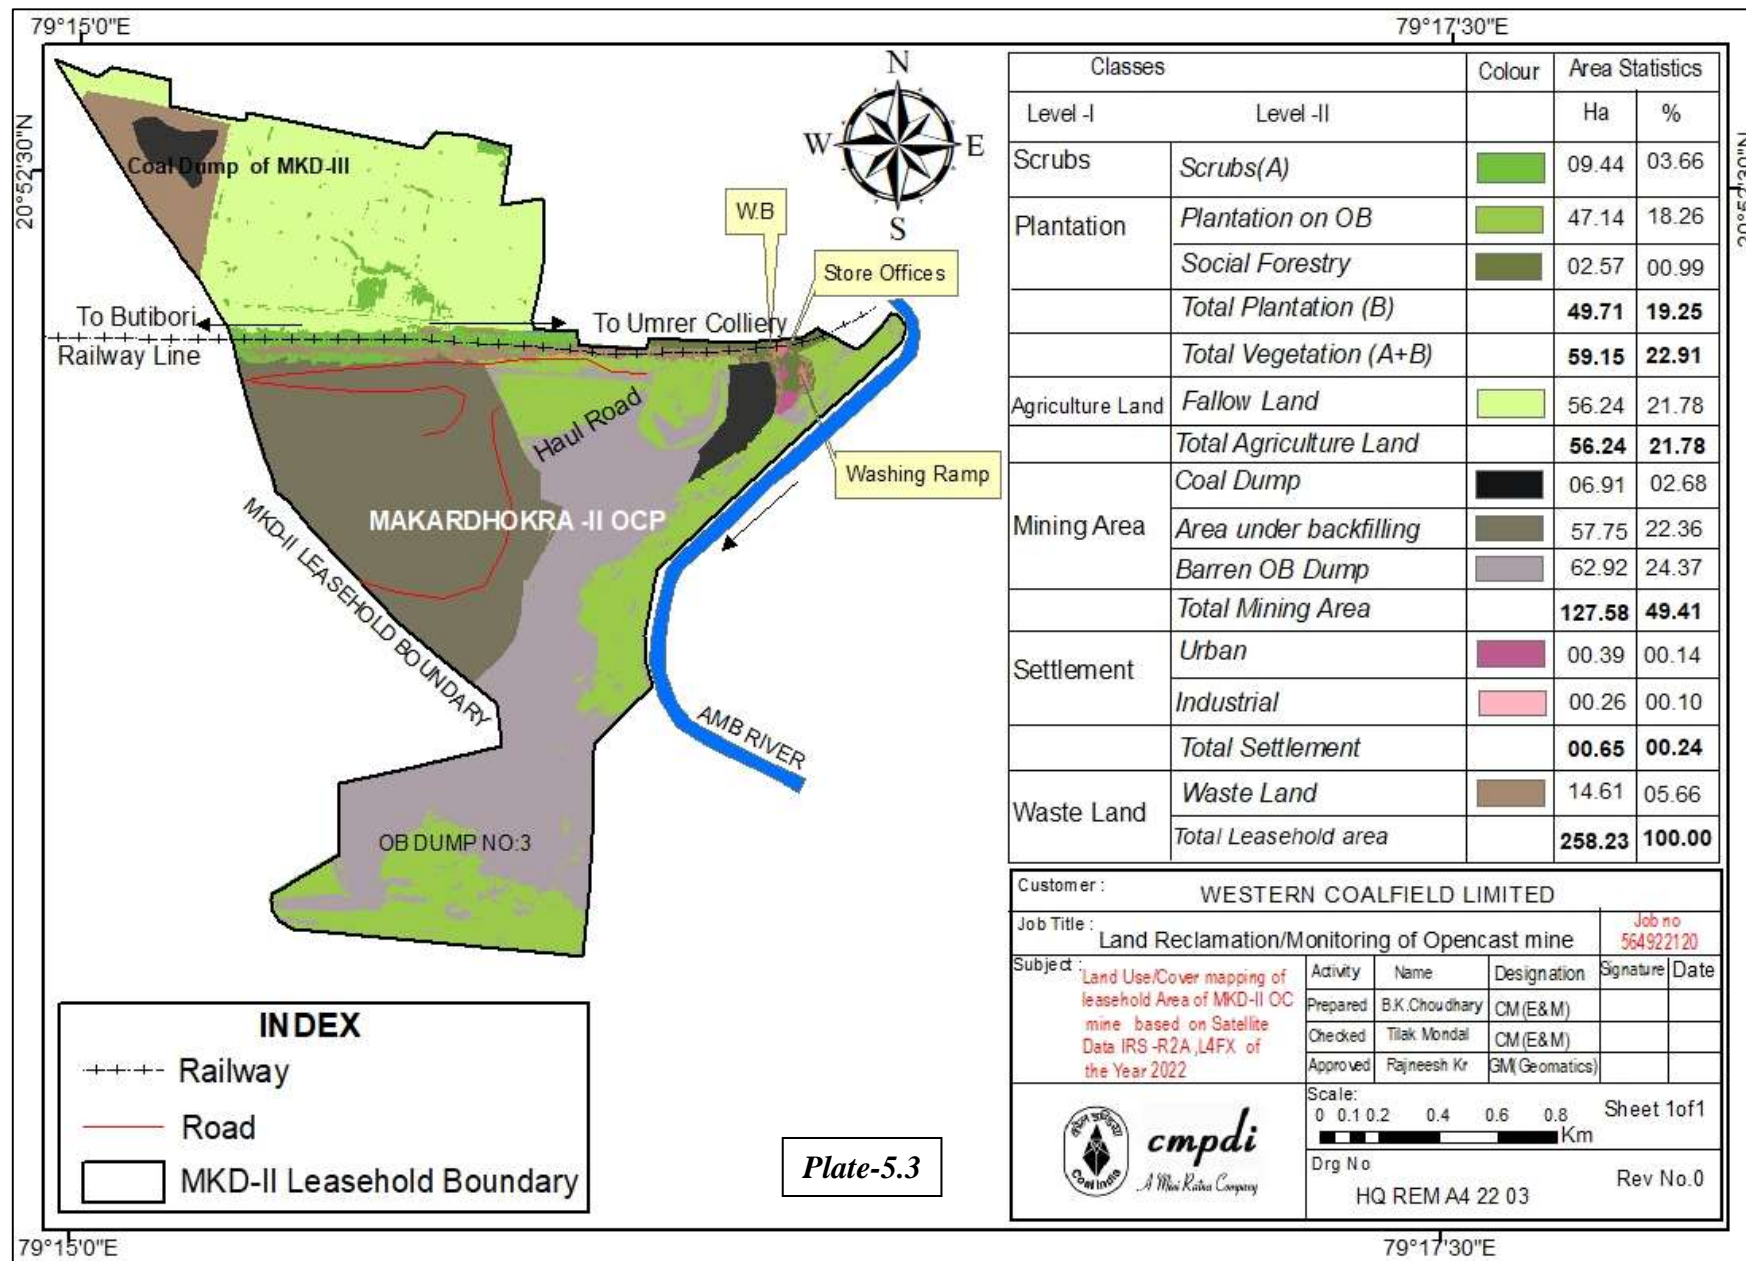 79°15'0"E
79°17'30"E
20°52'30"N
N
W
E
S
Coal Dump of MKD-III
W.B
Store Offices
To Butibori
To Umrer Colliery
Railway Line
Haul Road
Washing Ramp
MAKARDHOKRA -II OCP
MKD-II LEASEHOLD BOUNDARY
AMB RIVER
OB DUMP NO:3
Classes Colour Area Statistics
Level -I Level -II Ha %
Scrubs Scrubs(A) 09.44 03.66
Plantation Plantation on OB 47.14 18.26
Social Forestry 02.57 00.99
Total Plantation (B) 49.71 19.25
Total Vegetation (A+B) 59.15 22.91
Agriculture Land Fallow Land 56.24 21.78
Total Agriculture Land 56.24 21.78
Mining Area Coal Dump 06.91 02.68
Area under backfilling 57.75 22.36
Barren OB Dump 62.92 24.37
Total Mining Area 127.58 49.41
Settlement Urban 00.39 00.14
Industrial 00.26 00.10
Total Settlement 00.65 00.24
Waste Land Waste Land 14.61 05.66
Total Leasehold area 258.23 100.00
Customer : WESTERN COALFIELD LIMITED
Job Title : Land Reclamation/Monitoring of Opencast mine
Job no
564922120
Subject : Land Use/Cover mapping of
leasehold Area of MKD-II OC
mine based on Satellite
Data IRS -R2A ,L4FX of
the Year 2022
Activity Name Designation Signature Date
Prepared B.K.Choudhary CM(E&M)
Checked Tilak Mondal CM(E&M)
Approved Rajneesh Kr GM(Geomatics)
Scale:
0 0.1 0.2 0.4 0.6 0.8
Km
Sheet 1of1
Drg No
HQ REM A4 22 03
Rev No.0
Coal India
cmpdi
A Mini Ratna Company
INDEX
Railway
Road
MKD-II Leasehold Boundary
Plate-5.3
79°15'0"E
79°17'30"E